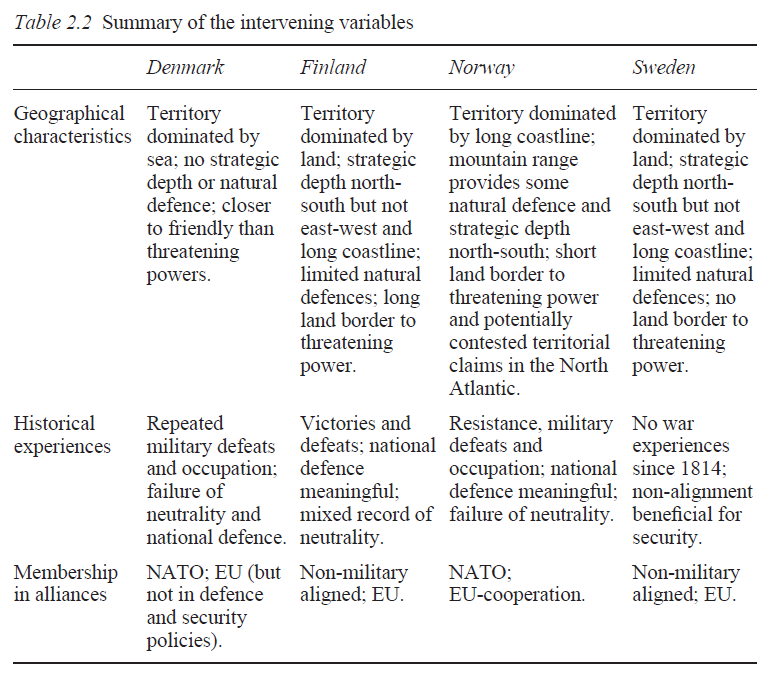 Table 2.2 Summary of the intervening variables
Denmark Finland Norway Sweden
Geographical characteristics
Territory dominated by sea; no strategic depth or natural defence; closer to friendly than threatening powers.
Territory dominated by land; strategic depth north-south but not east-west and long coastline; limited natural defences; long land border to threatening power.
Territory dominated by long coastline; mountain range provides some natural defence and strategic depth north-south; short land border to threatening power and potentially contested territorial claims in the North Atlantic.
Territory dominated by land; strategic depth north-south but not east-west and long coastline; limited natural defences; no land border to threatening power.
Historical experiences
Repeated military defeats and occupation; failure of neutrality and national defence.
Victories and defeats; national defence meaningful; mixed record of neutrality.
Resistance, military defeats and occupation; national defence meaningful; failure of neutrality.
No war experiences since 1814; non-alignment beneficial for security.
Membership in alliances
NATO; EU (but not in defence and security policies).
Non-military aligned; EU.
NATO; EU-cooperation.
Non-military aligned; EU.